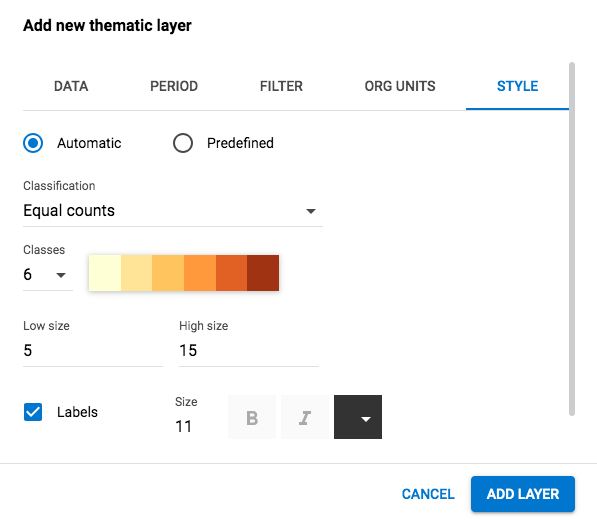 Add new thematic layer
DATA PERIOD FILTER ORG UNITS STYLE
Automatic Predefined
Classification
Equal counts
Classes
6
Low size High size
5 15
Labels
Size
11 B I
CANCEL ADD LAYER